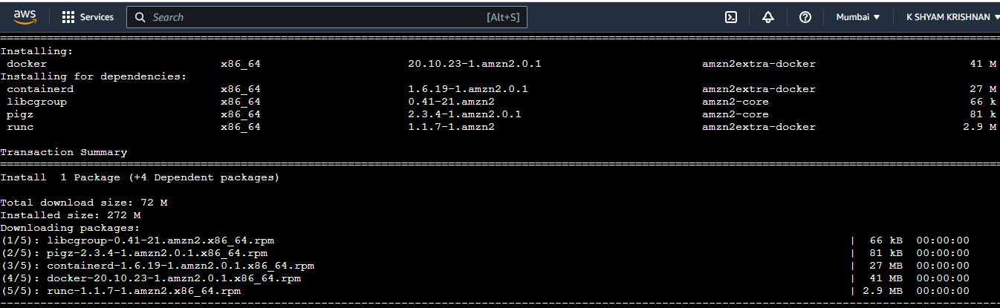 aws Services Search [Alt+S] Mumbai K SHYAM KRISHNAN
================================================================================
Installing:
docker x86_64 20.10.23-1.amzn2.0.1 amzn2extra-docker 41 M
Installing for dependencies:
containerd x86_64 1.6.19-1.amzn2.0.1 amzn2extra-docker 27 M
libcgroup x86_64 0.41-21.amzn2 amzn2-core 66 k
pigz x86_64 2.3.4-1.amzn2.0.1 amzn2-core 81 k
runc x86_64 1.1.7-1.amzn2 amzn2extra-docker 2.9 M
Transaction Summary
================================================================================
Install 1 Package (+4 Dependent packages)
Total download size: 72 M
Installed size: 272 M
Downloading packages:
(1/5): libcgroup-0.41-21.amzn2.x86_64.rpm | 66 kB 00:00:00
(2/5): pigz-2.3.4-1.amzn2.0.1.x86_64.rpm | 81 kB 00:00:00
(3/5): containerd-1.6.19-1.amzn2.0.1.x86_64.rpm | 27 MB 00:00:00
(4/5): docker-20.10.23-1.amzn2.0.1.x86_64.rpm | 41 MB 00:00:00
(5/5): runc-1.1.7-1.amzn2.x86_64.rpm | 2.9 MB 00:00:00
--------------------------------------------------------------------------------